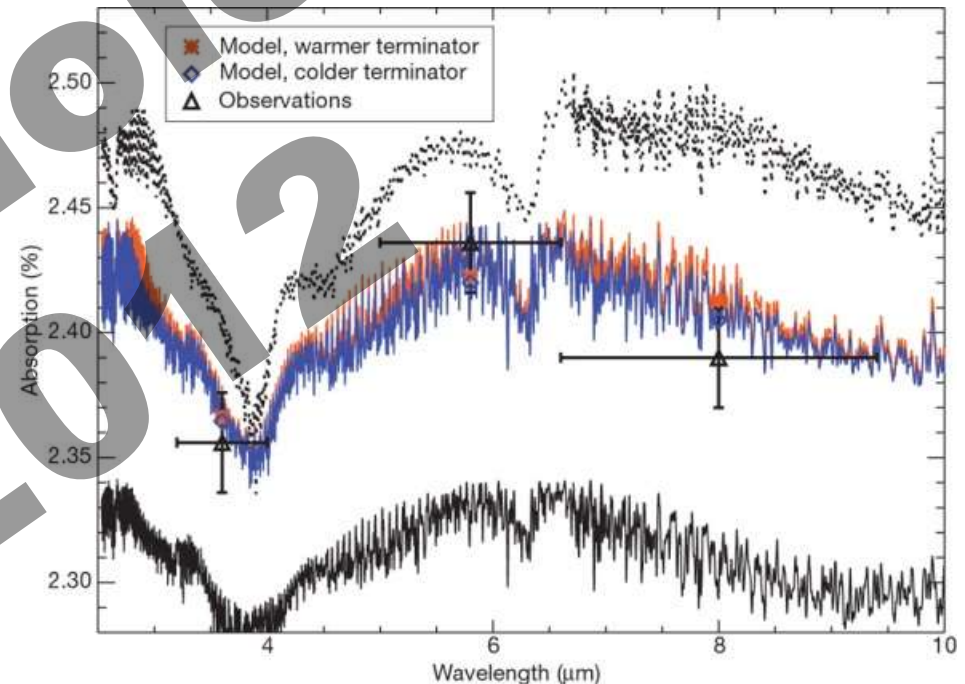 Model, warmer terminator
Model, colder terminator
Observations
2.50
2.45
2.40
2.35
2.30
Absorption (%)
4
6
8
10
Wavelength (μm)
2012